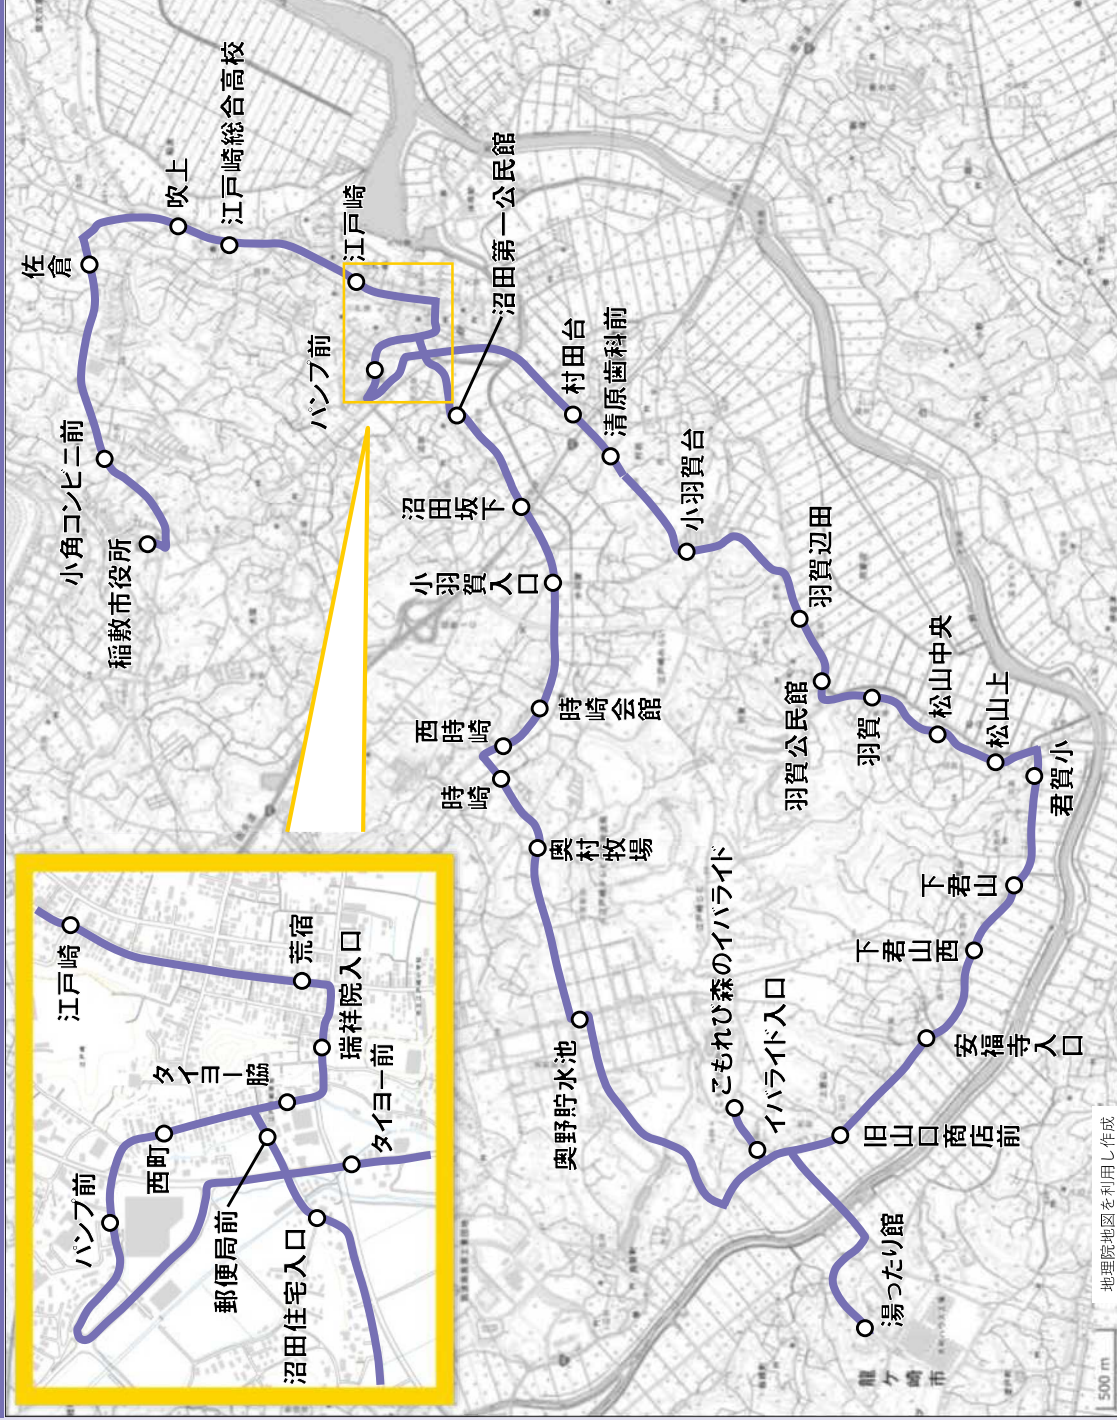 佐倉
吹上
江戸崎総合高校
江戸崎
沼田第一公民館
パンプ前
小角コンビニ前
稲敷市役所
村田台
清原歯科前
小羽賀台
沼田坂下
小羽賀入口
羽賀辺田
時崎会館
西時崎
時崎
羽賀公民館
羽賀
松山中央
松山上
君賀小
奥村牧場
下君山
下君山西
安福寺入口
こもれび森のイバライド
イバライド入口
奥野貯水池
旧山口商店前
湯ったり館
龍ケ崎市
江戸崎
荒宿
瑞祥院入口
タイヨー脇
タイヨー前
西町
パンプ前
郵便局前
沼田住宅入口
地理院地図を利用し作成
500 m